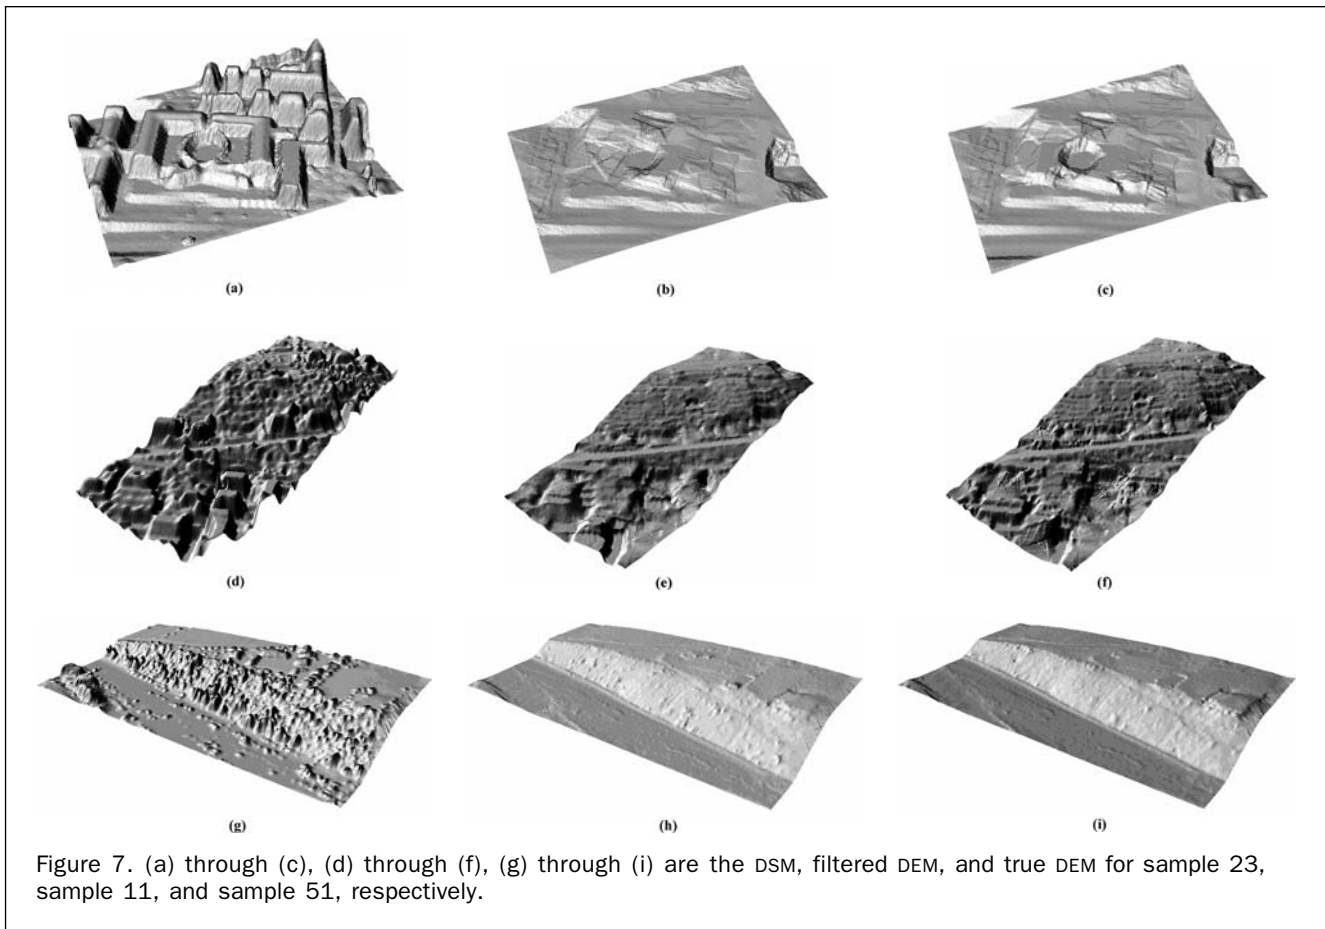 (a)
(b)
(c)
(d)
(e)
(f)
(g)
(h)
(i)
Figure 7. (a) through (c), (d) through (f), (g) through (i) are the DSM, filtered DEM, and true DEM for sample 23,
sample 11, and sample 51, respectively.